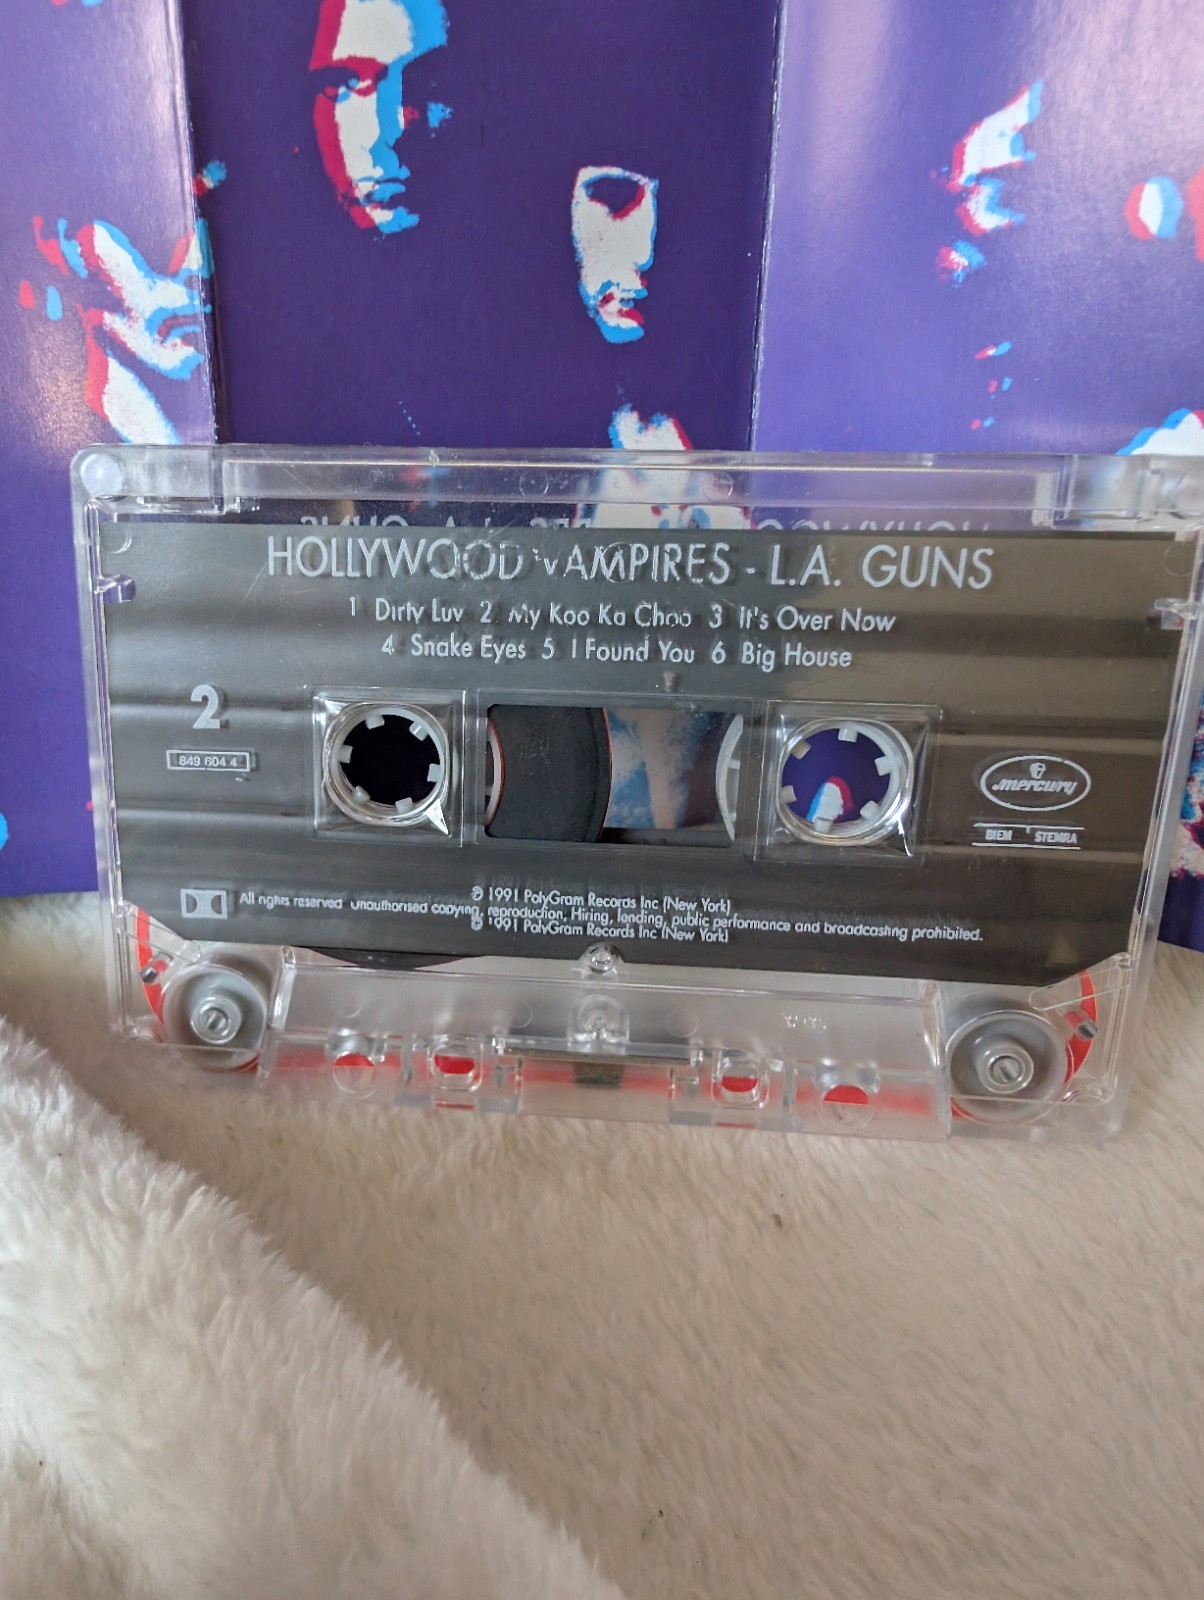 HOLLYWOOD VAMPIRES - L.A. GUNS
1 Dirty Luv 2 My Koo Ka Choo 3 It's Over Now
4 Snake Eyes 5 I Found You 6 Big House
2
849 604 4
mercury
BIEM STEMRA
℗ 1991 PolyGram Records Inc (New York)
All rights reserved Unauthorised copying, reproduction, Hiring, lending, public performance and broadcasting prohibited.
© 1991 PolyGram Records Inc (New York)